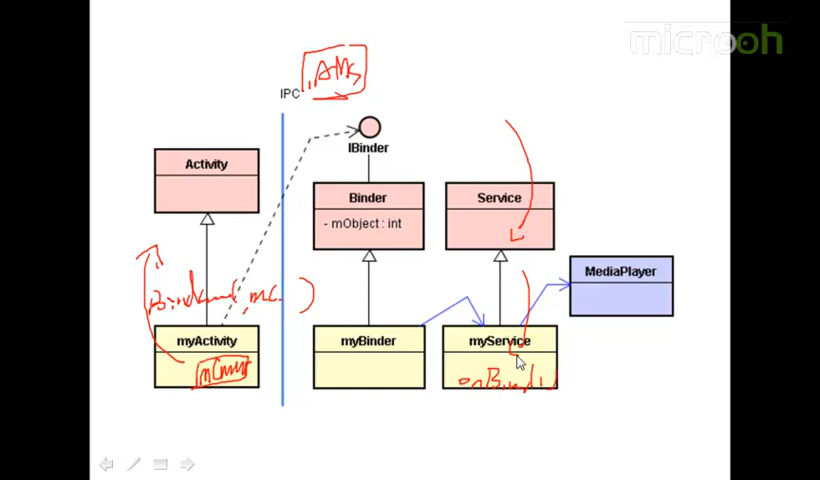 microoh
AMS
IPC
IBinder
Activity
Binder
- mObject : int
Service
MediaPlayer
myActivity
myBinder
myService
onBind()